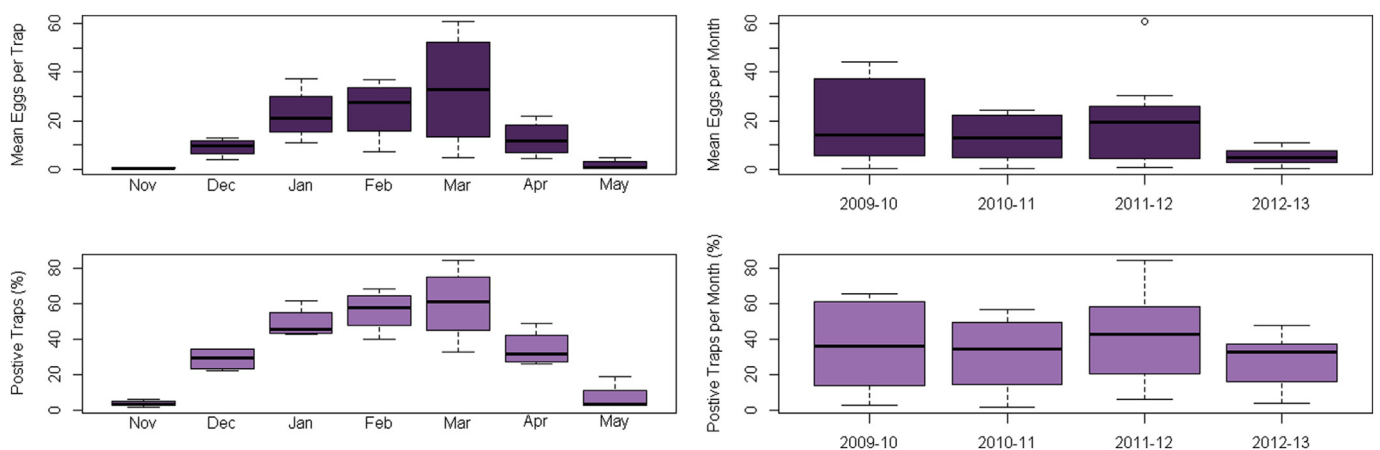 Mean Eggs per Trap
0 20 40 60
Nov Dec Jan Feb Mar Apr May
Mean Eggs per Month
0 20 40 60
2009-10 2010-11 2011-12 2012-13
Postive Traps (%)
0 20 40 60 80
Nov Dec Jan Feb Mar Apr May
Postive Traps per Month (%)
0 20 40 60 80
2009-10 2010-11 2011-12 2012-13